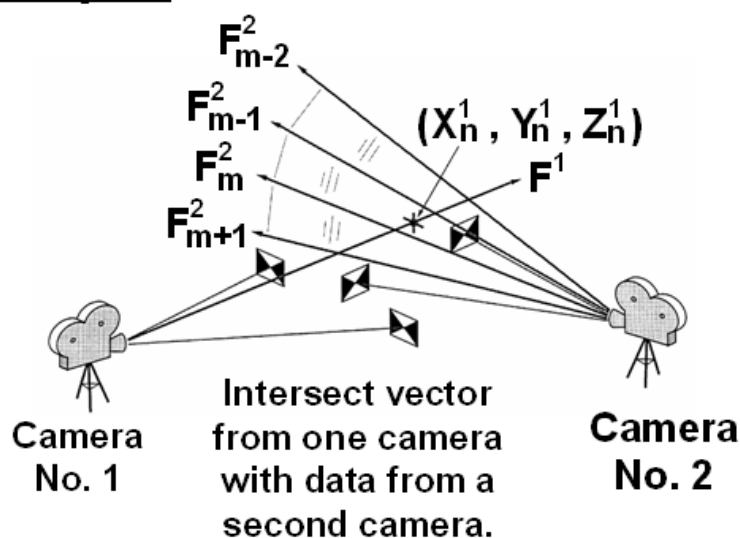 F²m-2
F²m-1
(X¹n , Y¹n , Z¹n)
F²m
F¹
F²m+1
Camera
No. 1
Intersect vector
from one camera
with data from a
second camera.
Camera
No. 2